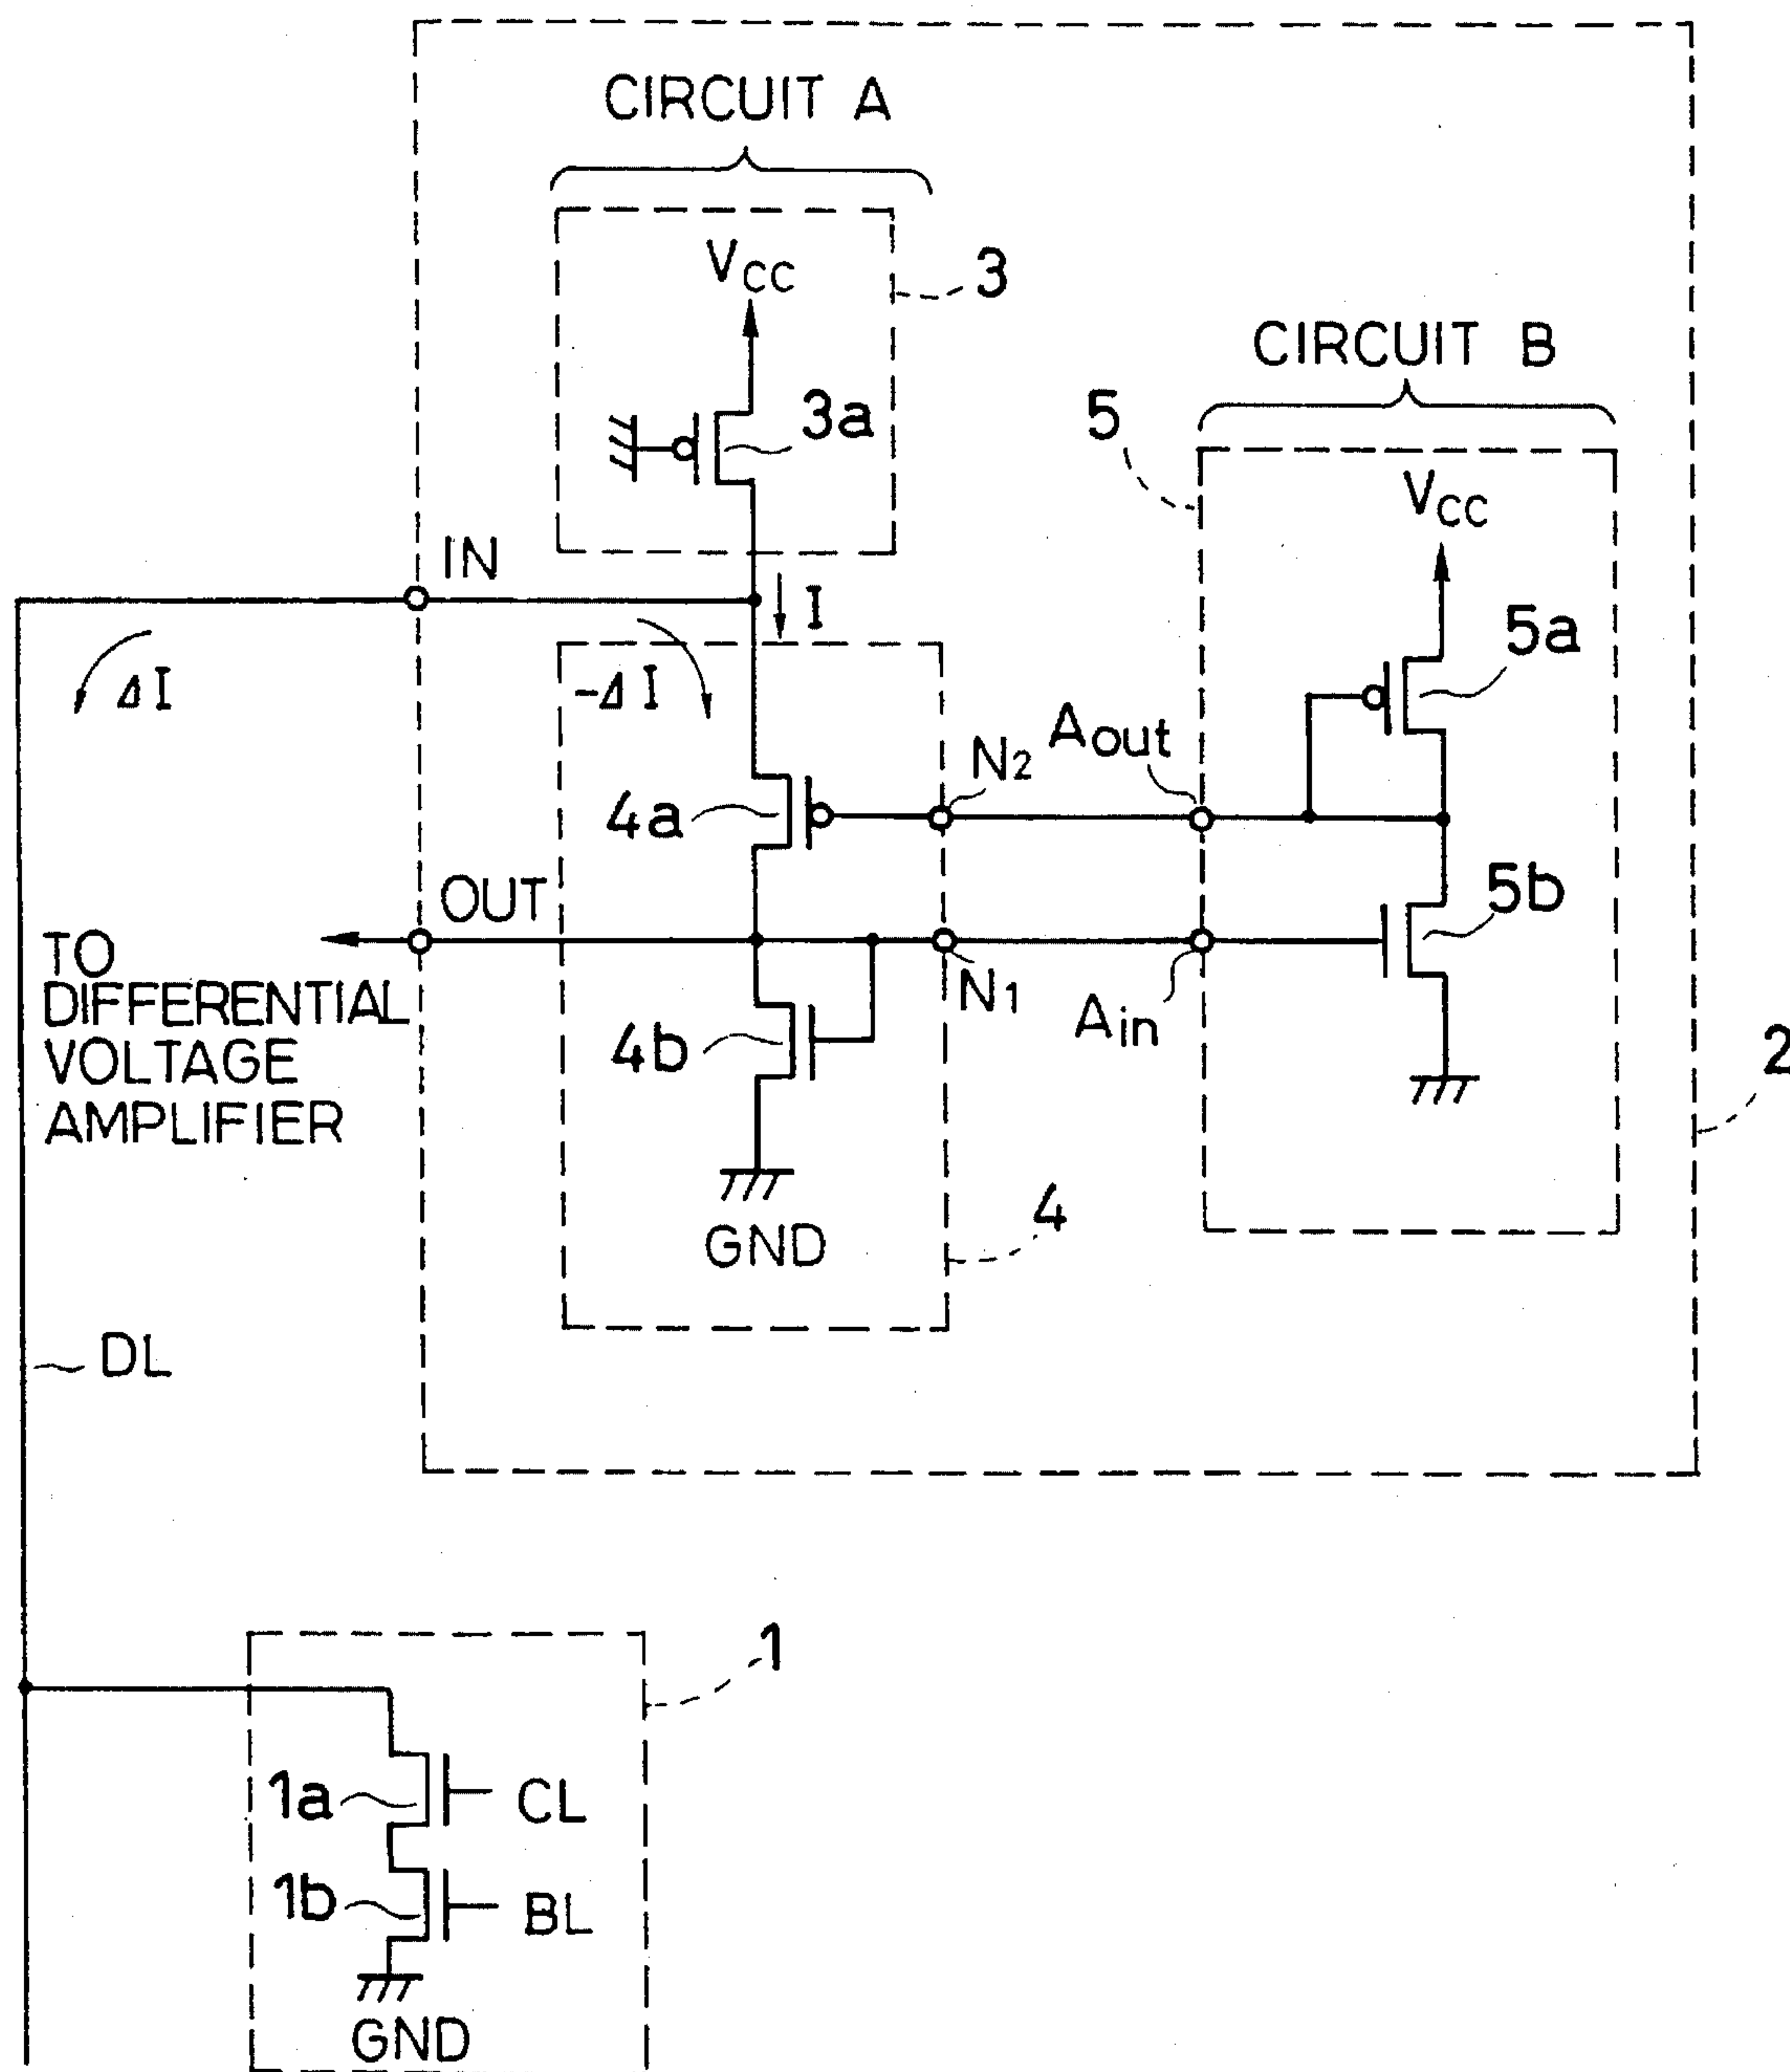 CIRCUIT A
VCC
3
3a
CIRCUIT B
5
VCC
IN
I
5a
ΔI
-ΔI
Aout
N2
4a
5b
OUT
TO
DIFFERENTIAL
VOLTAGE
AMPLIFIER
N1
Ain
4b
2
4
GND
DL
1
1a
CL
1b
BL
GND